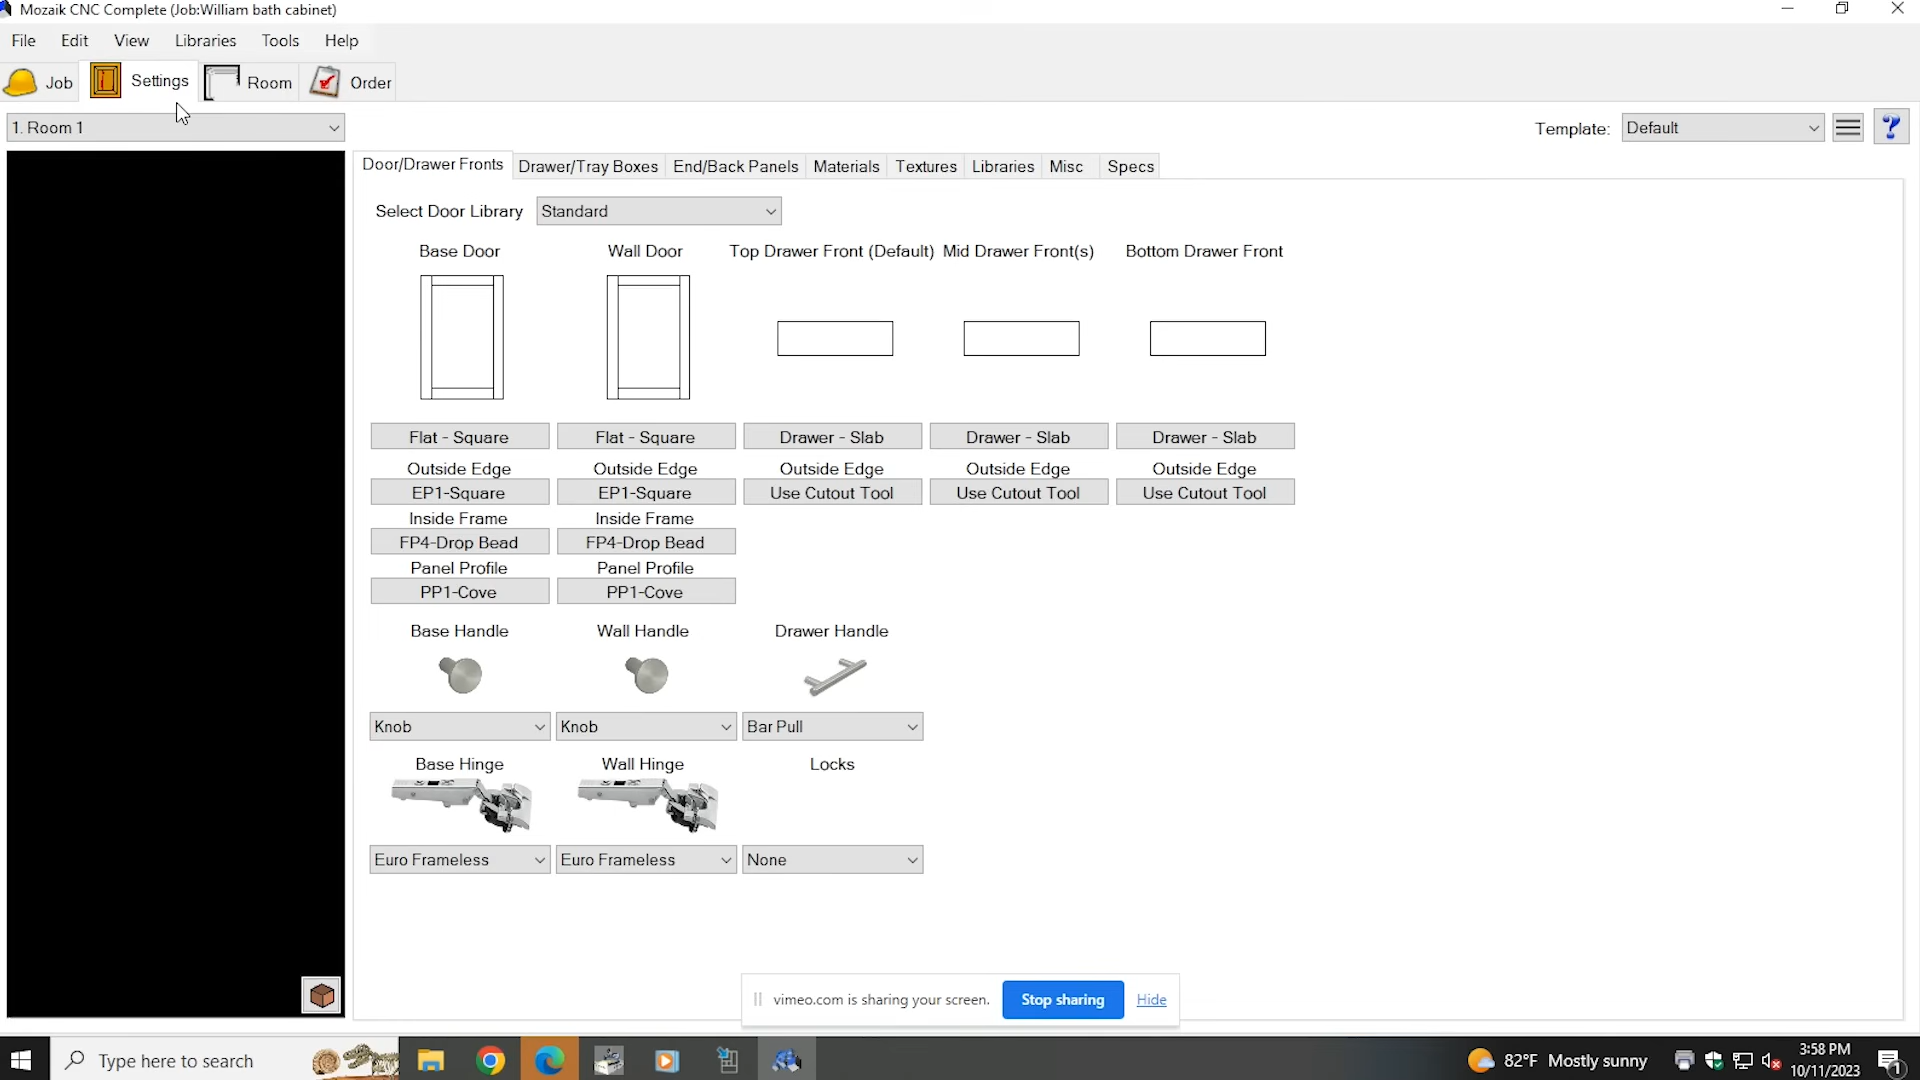 Mozaik CNC Complete (Job:William bath cabinet)
File Edit View Libraries Tools Help
Job Settings Room Order
1. Room 1 Template: Default ?
Door/Drawer Fronts Drawer/Tray Boxes End/Back Panels Materials Textures Libraries Misc Specs
Select Door Library Standard
Base Door Wall Door Top Drawer Front (Default) Mid Drawer Front(s) Bottom Drawer Front
Flat - Square Flat - Square Drawer - Slab Drawer - Slab Drawer - Slab
Outside Edge Outside Edge Outside Edge Outside Edge Outside Edge
EP1-Square EP1-Square Use Cutout Tool Use Cutout Tool Use Cutout Tool
Inside Frame Inside Frame
FP4-Drop Bead FP4-Drop Bead
Panel Profile Panel Profile
PP1-Cove PP1-Cove
Base Handle Wall Handle Drawer Handle
Knob Knob Bar Pull
Base Hinge Wall Hinge Locks
Euro Frameless Euro Frameless None
vimeo.com is sharing your screen. Stop sharing Hide
Type here to search 82°F Mostly sunny 3:58 PM
10/11/2023 1